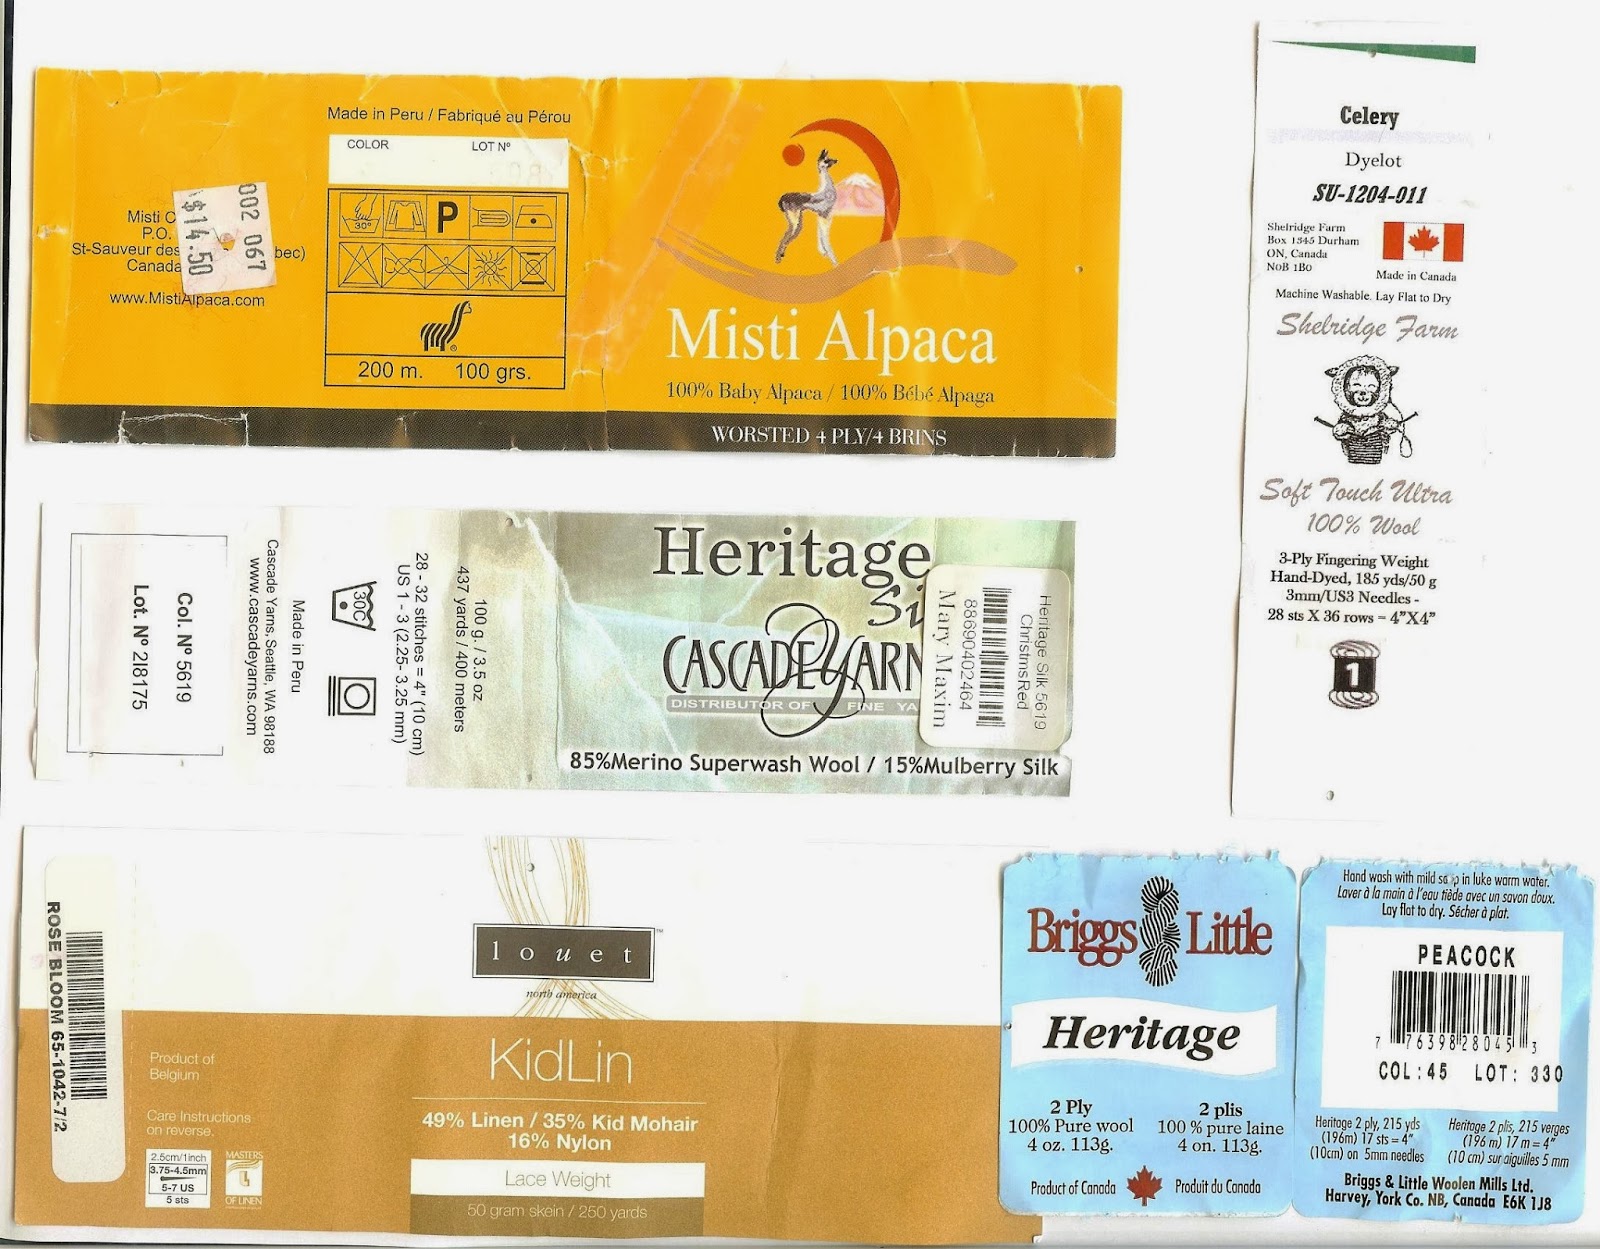 Made in Peru / Fabriqué au Pérou
COLOR LOT Nº
002 067
$14.50
Misti
P.O.
St-Sauveur des
Canada
www.MistiAlpaca.com
30°
P
200 m. 100 grs.
Misti Alpaca
100% Baby Alpaca / 100% Bébé Alpaga
WORSTED 4 PLY/4 BRINS
Celery
Dyelot
SU-1204-011
Shelridge Farm
Box 1345 Durham
ON, Canada
N0B 1B0
Made in Canada
Machine Washable. Lay Flat to Dry
Shelridge Farm
Soft Touch Ultra
100% Wool
3-Ply Fingering Weight
Hand-Dyed, 185 yds/50 g
3mm/US3 Needles -
28 sts X 36 rows = 4"X4"
1
Col. Nº 5619
Lot. Nº 2I8175
Made in Peru
Cascade Yarns, Seattle, WA 98188
www.cascadeyarns.com
30C
28 - 32 stitches = 4" (10 cm)
US 1 - 3 (2.25- 3.25 mm)
100 g. / 3.5 oz
437 yards / 400 meters
Heritage
Si
CASCADE YARN
DISTRIBUTOR OF FINE YA
85%Merino Superwash Wool / 15%Mulberry Silk
Heritage Silk 5619
ChristmsRed
886904024644
Mary Maxim
ROSE BLOOM 65-1042-7/2
louet™
north america
KidLin
49% Linen / 35% Kid Mohair
16% Nylon
Lace Weight
50 gram skein / 250 yards
Product of
Belgium
Care Instructions
on reverse.
2.5cm/1inch
3.75-4.5mm
5-7 US
5 sts
MASTERS
OF LINEN
Briggs Little
Heritage
2 Ply
100% Pure wool
4 oz. 113g.
2 plis
100 % pure laine
4 on. 113g.
Product of Canada Produit du Canada
Hand wash with mild soap in luke warm water.
Laver à la main à l'eau tiède avec un savon doux.
Lay flat to dry. Sécher à plat.
PEACOCK
7 76398 28045 3
COL:45 LOT: 330
Heritage 2 ply, 215 yds
(196m) 17 sts = 4"
(10cm) on 5mm needles
Heritage 2 plis, 215 verges
(196 m) 17 m = 4"
(10 cm) sur aiguilles 5 mm
Briggs & Little Woolen Mills Ltd.
Harvey, York Co. NB, Canada E6K 1J8